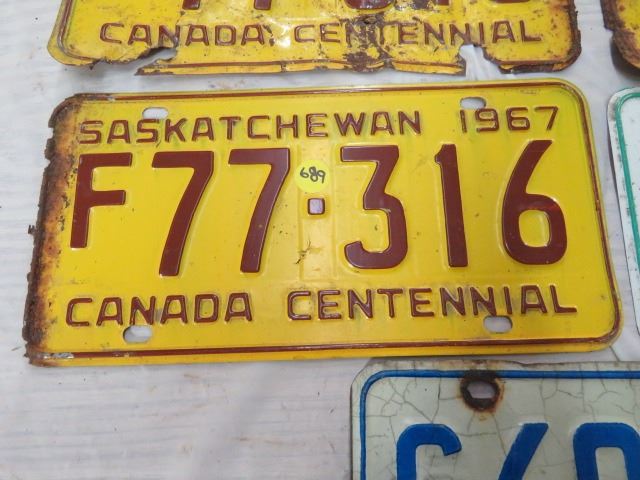 CANADA CENTENNIAL
SASKATCHEWAN 1967
F77·316
689
CANADA CENTENNIAL